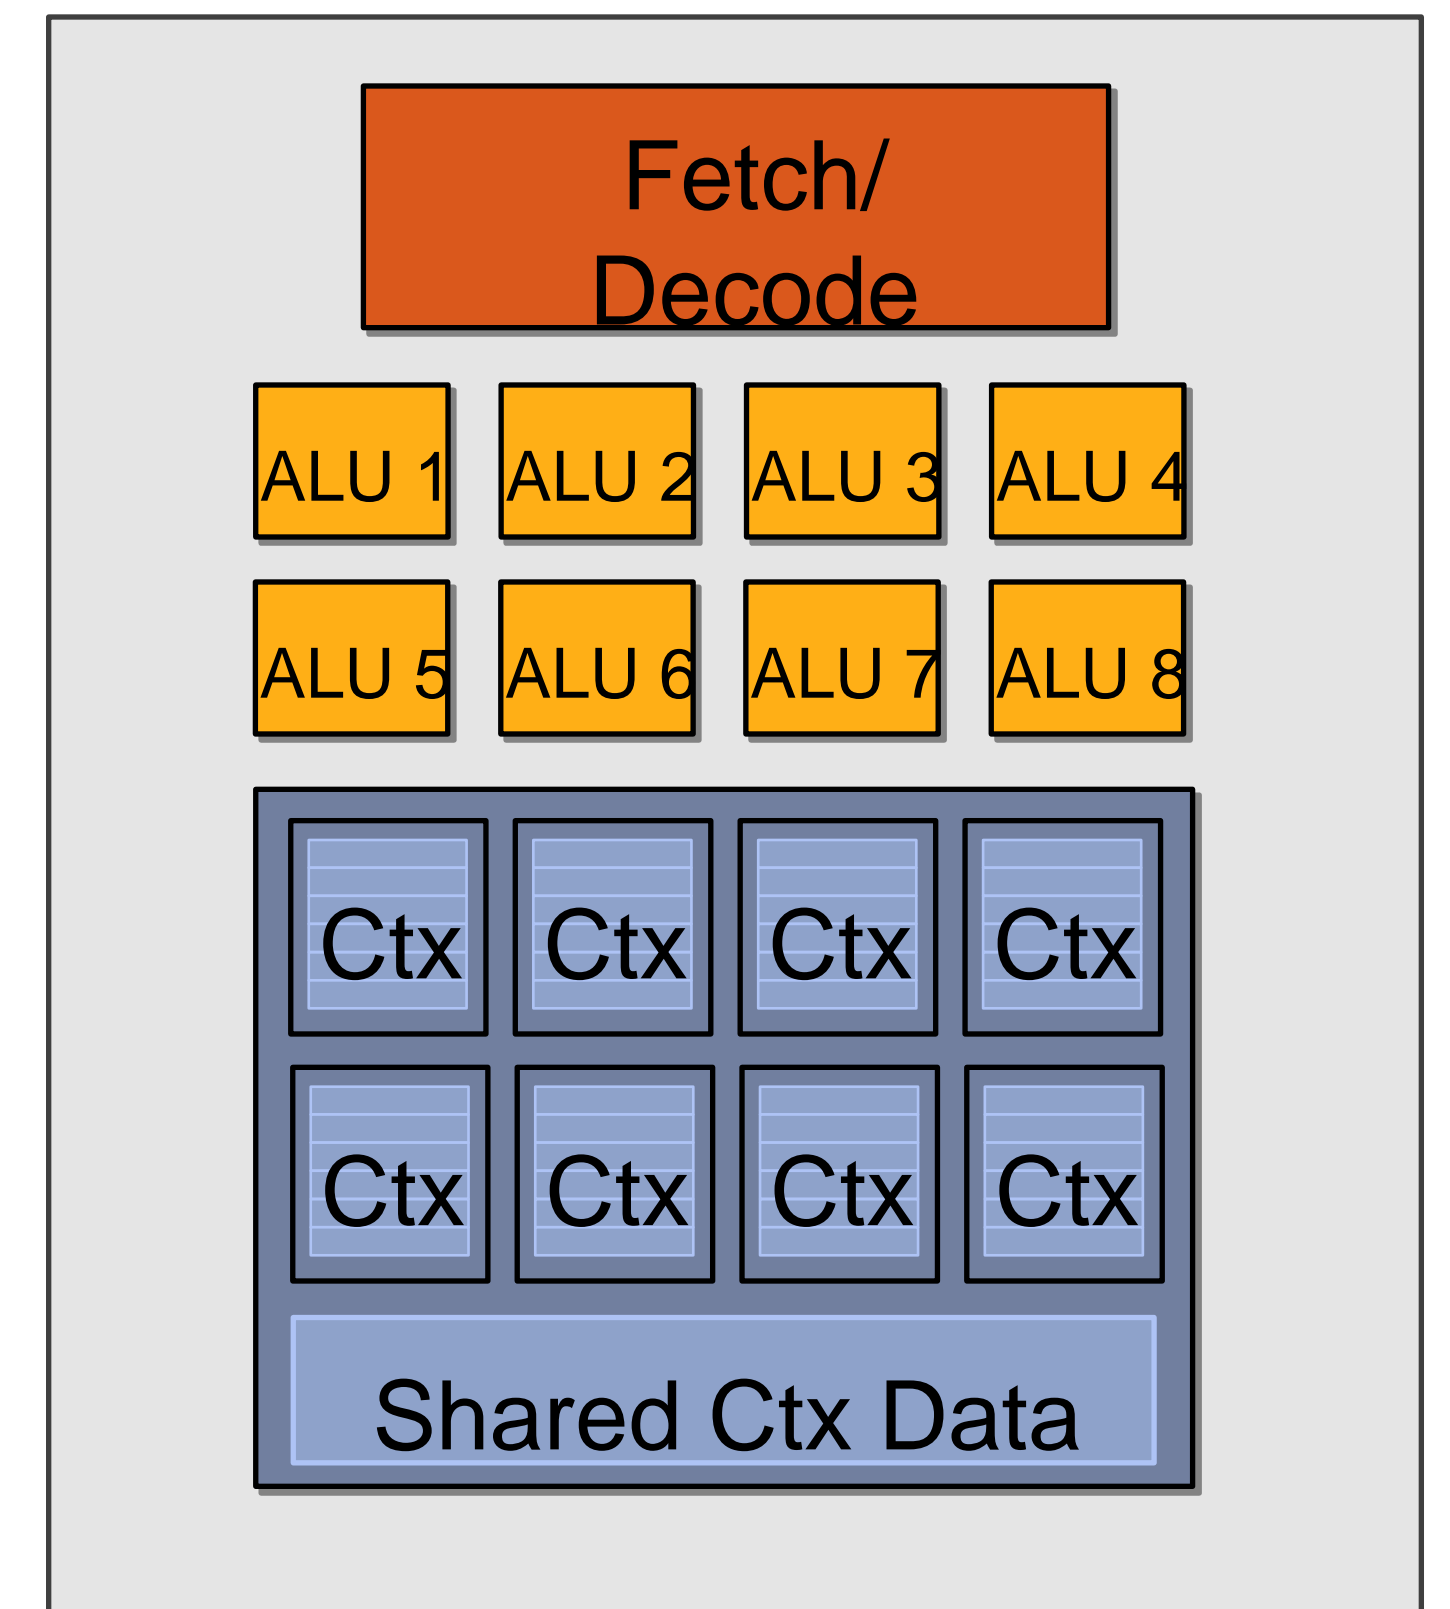 Fetch/
Decode
ALU 1 ALU 2 ALU 3 ALU 4
ALU 5 ALU 6 ALU 7 ALU 8
Ctx Ctx Ctx Ctx
Ctx Ctx Ctx Ctx
Shared Ctx Data